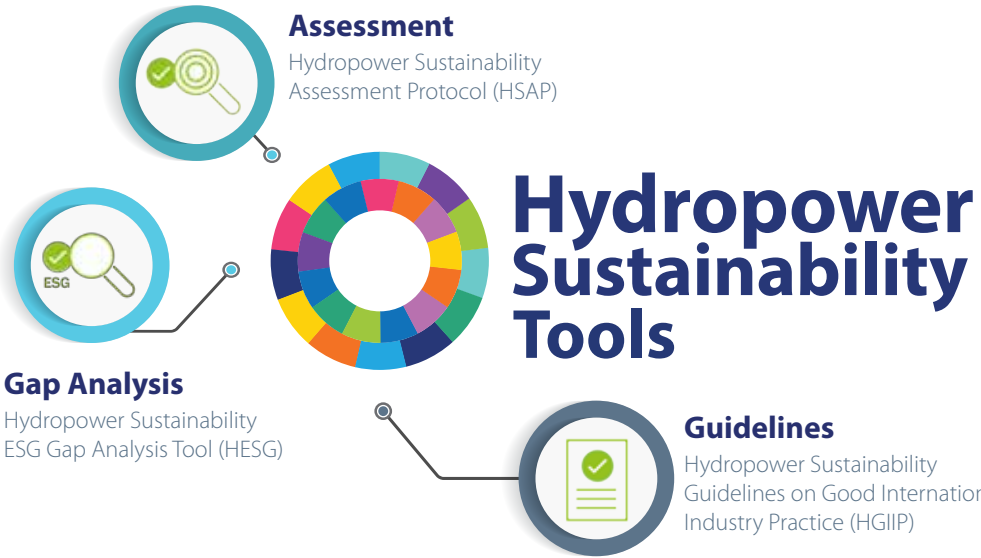 Assessment
Hydropower Sustainability
Assessment Protocol (HSAP)
Hydropower
Sustainability
Tools
ESG
Gap Analysis
Hydropower Sustainability
ESG Gap Analysis Tool (HESG)
Guidelines
Hydropower Sustainability
Guidelines on Good Internation
Industry Practice (HGIIP)